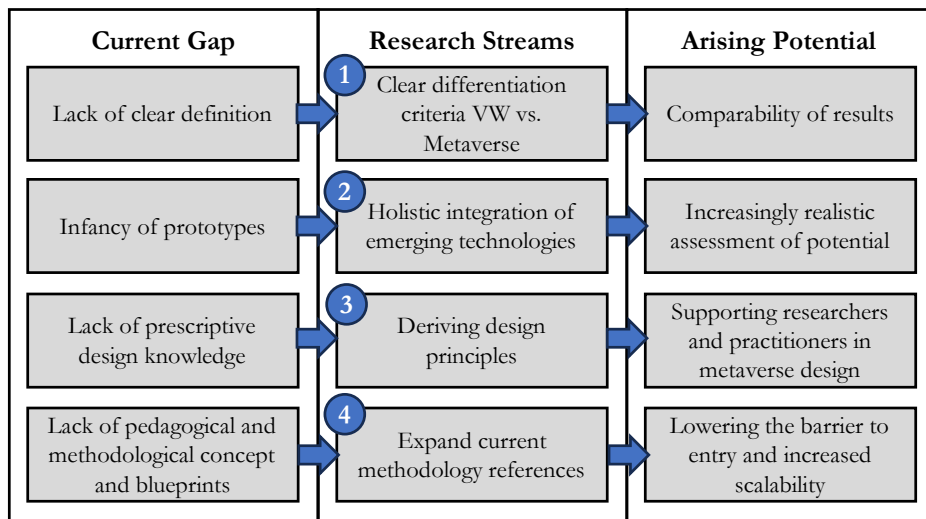 Current Gap
Research Streams
Arising Potential
Lack of clear definition
1
Clear differentiation
criteria VW vs.
Metaverse
Comparability of results
Infancy of prototypes
2
Holistic integration of
emerging technologies
Increasingly realistic
assessment of potential
Lack of prescriptive
design knowledge
3
Deriving design
principles
Supporting researchers
and practitioners in
metaverse design
Lack of pedagogical and
methodological concept
and blueprints
4
Expand current
methodology references
Lowering the barrier to
entry and increased
scalability